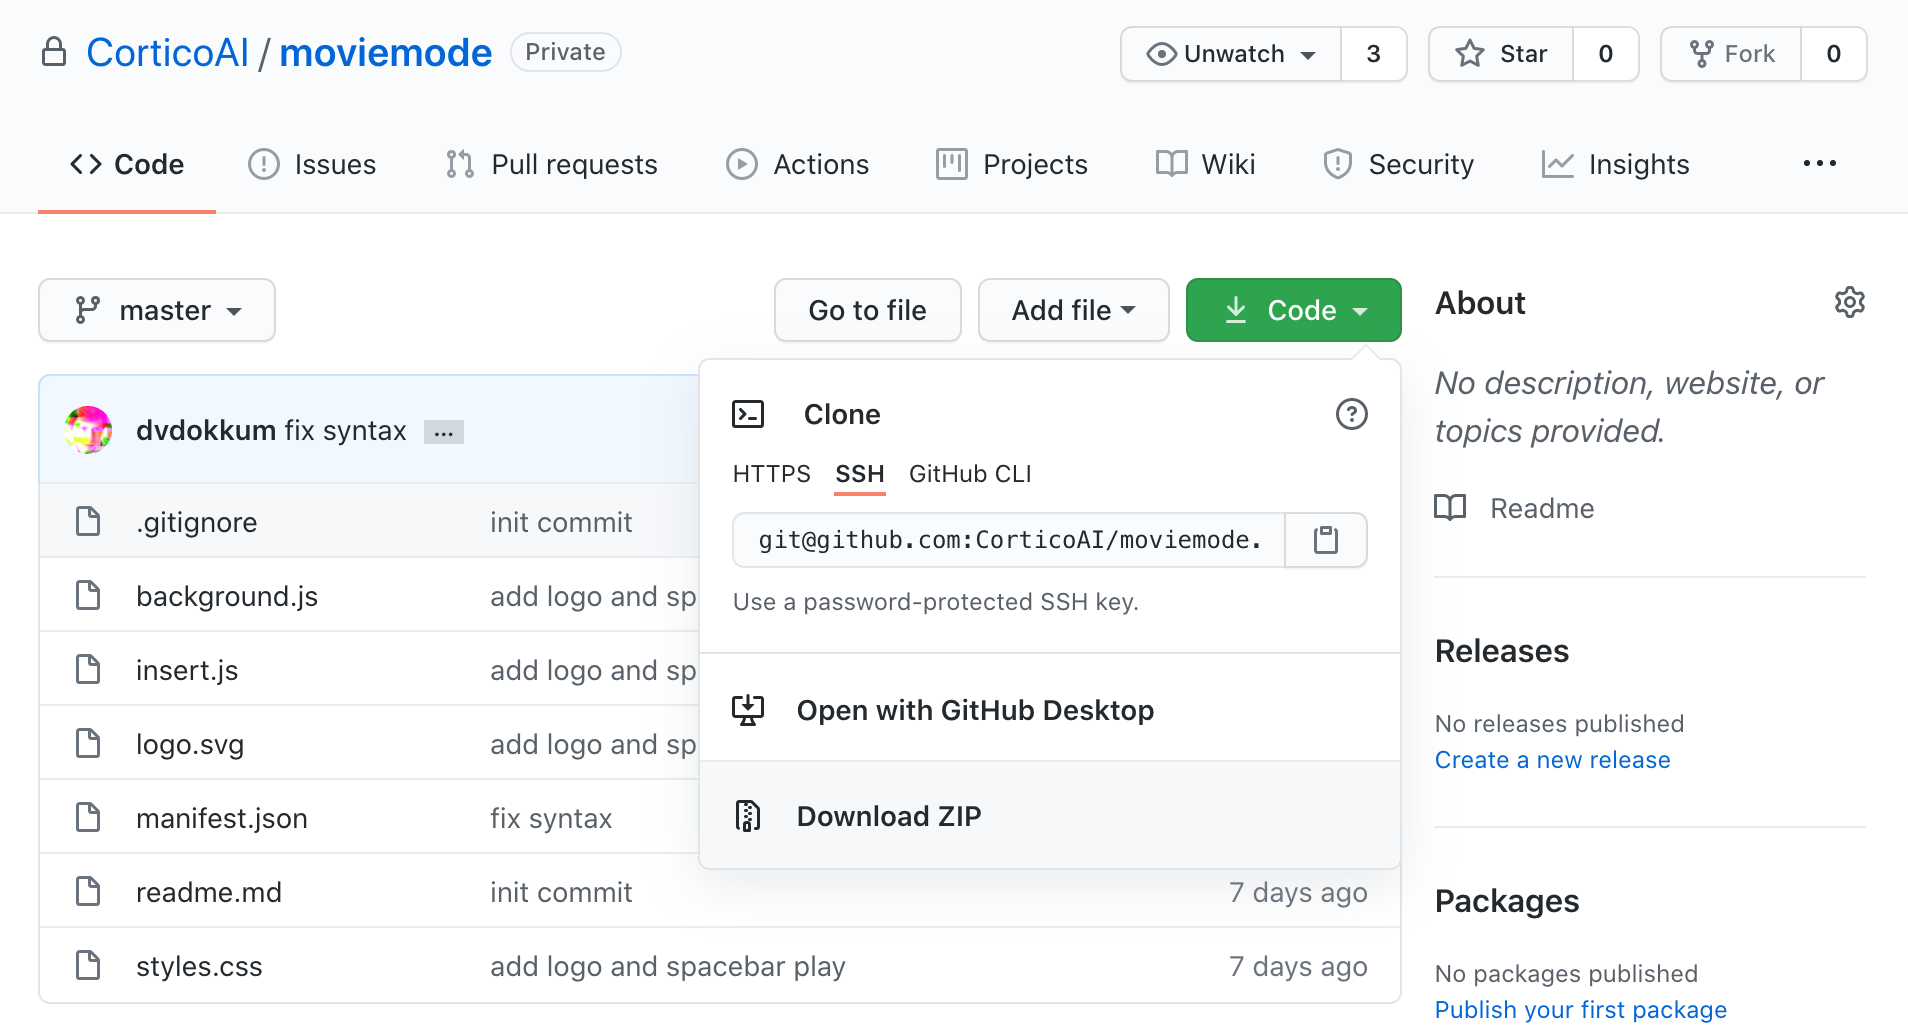 CorticoAI / moviemode Private
Unwatch 3 Star 0 Fork 0
Code Issues Pull requests Actions Projects Wiki Security Insights ...
master Go to file Add file Code
dvdokkum fix syntax ...
.gitignore init commit
background.js add logo and sp
insert.js add logo and sp
logo.svg add logo and sp
manifest.json fix syntax
readme.md init commit 7 days ago
styles.css add logo and spacebar play 7 days ago
Clone
HTTPS SSH GitHub CLI
git@github.com:CorticoAI/moviemode.
Use a password-protected SSH key.
Open with GitHub Desktop
Download ZIP
About
No description, website, or
topics provided.
Readme
Releases
No releases published
Create a new release
Packages
No packages published
Publish your first package